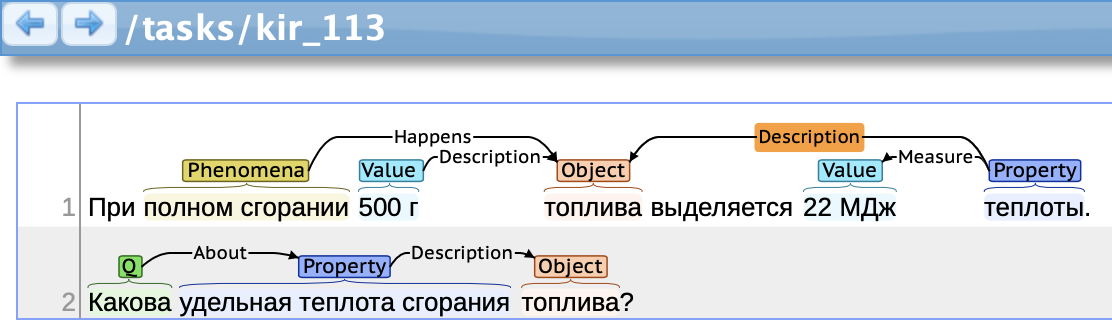 /tasks/kir_113
Happens Description
Description Measure
Phenomena Value Object Value Property
1 При полном сгорании 500 г топлива выделяется 22 МДж теплоты.
About Description
Q Property Object
2 Какова удельная теплота сгорания топлива?